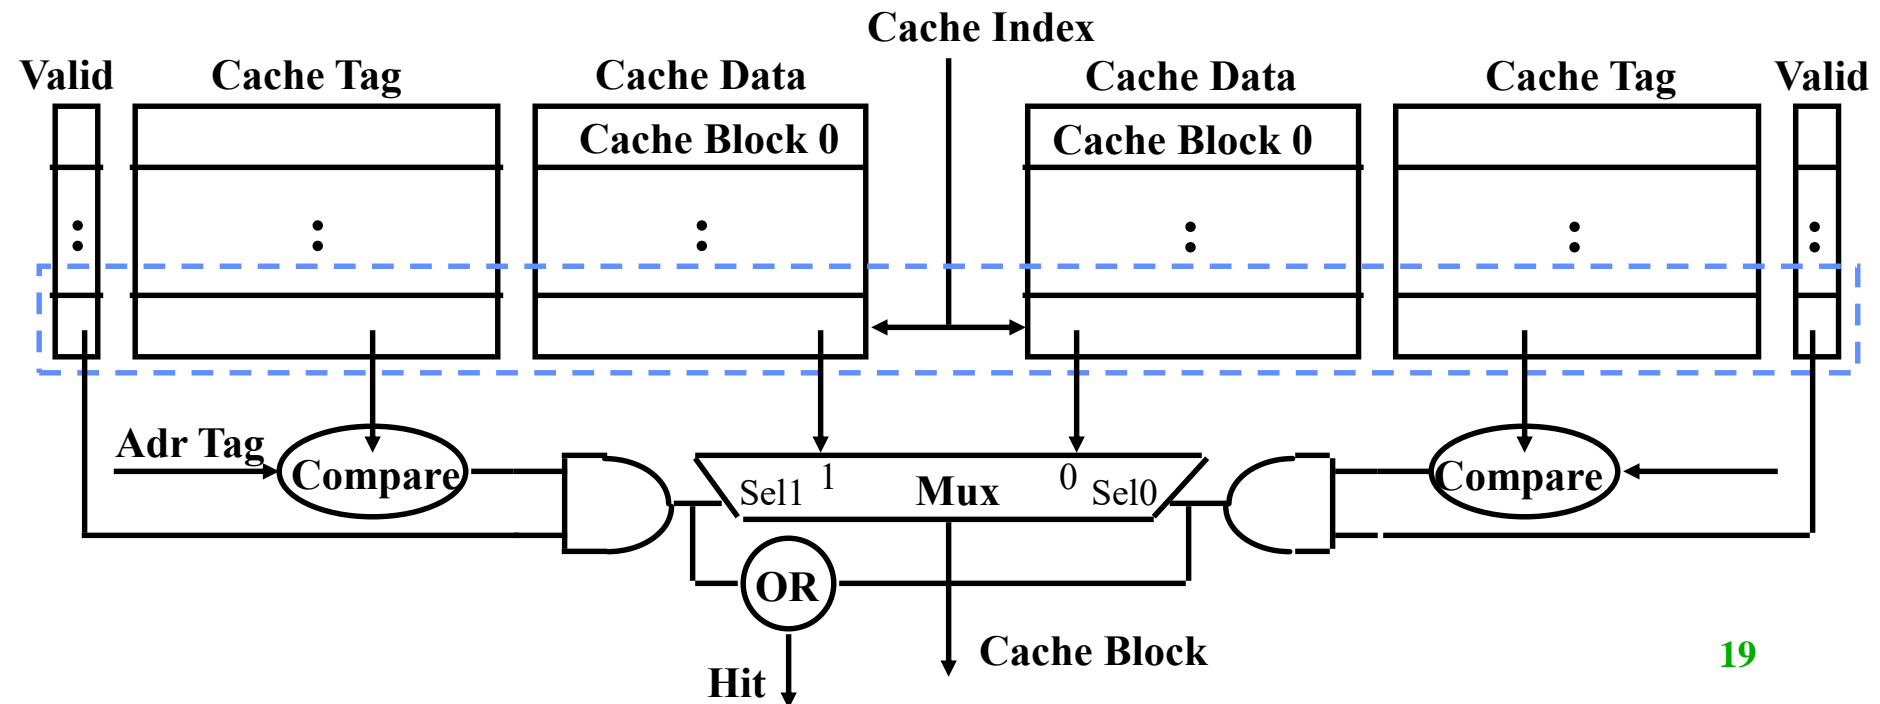 Cache Index
Valid Cache Tag Cache Data Cache Data Cache Tag Valid
Cache Block 0 Cache Block 0
Adr Tag
Compare Sel1 1 Mux 0 Sel0 Compare
OR
Cache Block
19
Hit